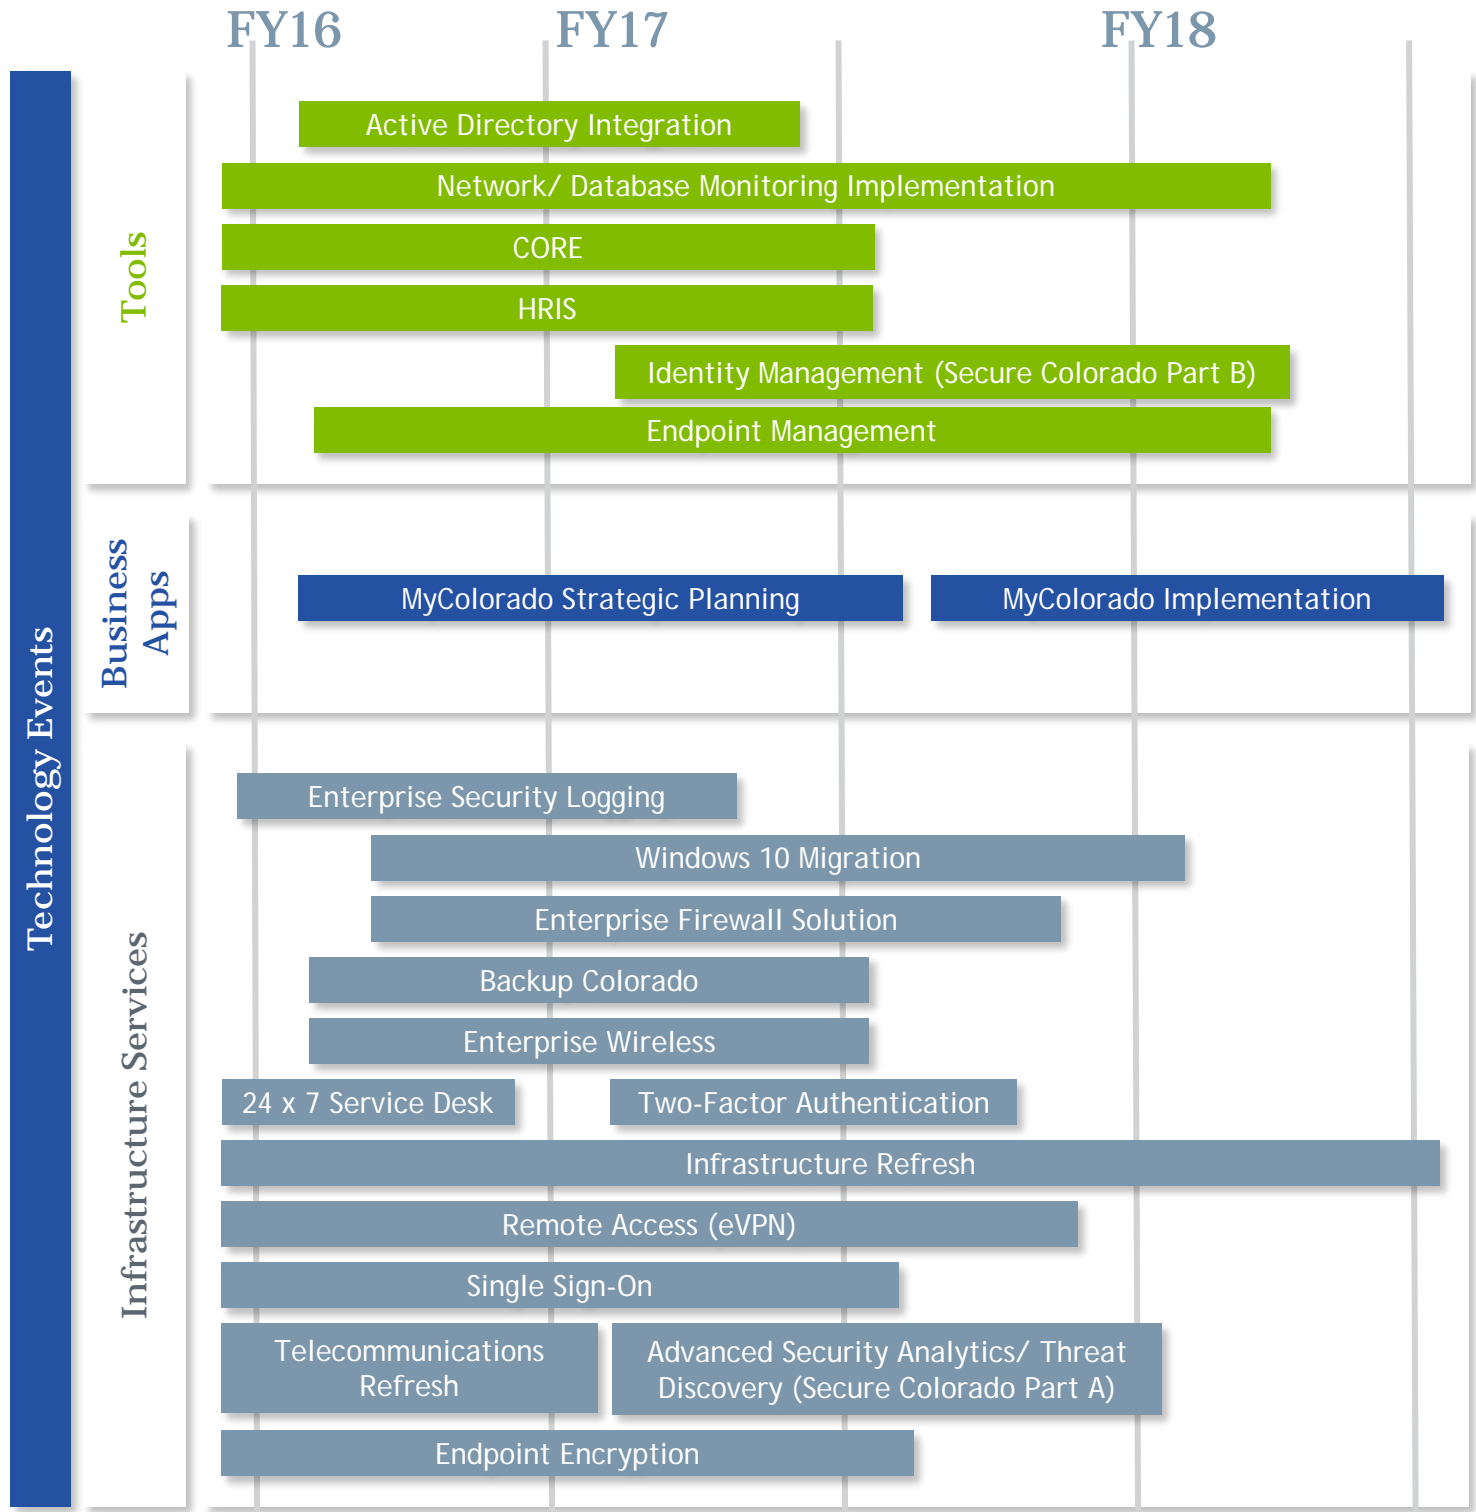 FY16 FY17 FY18
Technology Events
Tools
Active Directory Integration
Network/ Database Monitoring Implementation
CORE
HRIS
Identity Management (Secure Colorado Part B)
Endpoint Management
Business
Apps
MyColorado Strategic Planning
MyColorado Implementation
Infrastructure Services
Enterprise Security Logging
Windows 10 Migration
Enterprise Firewall Solution
Backup Colorado
Enterprise Wireless
24 x 7 Service Desk
Two-Factor Authentication
Infrastructure Refresh
Remote Access (eVPN)
Single Sign-On
Telecommunications
Refresh
Advanced Security Analytics/ Threat
Discovery (Secure Colorado Part A)
Endpoint Encryption